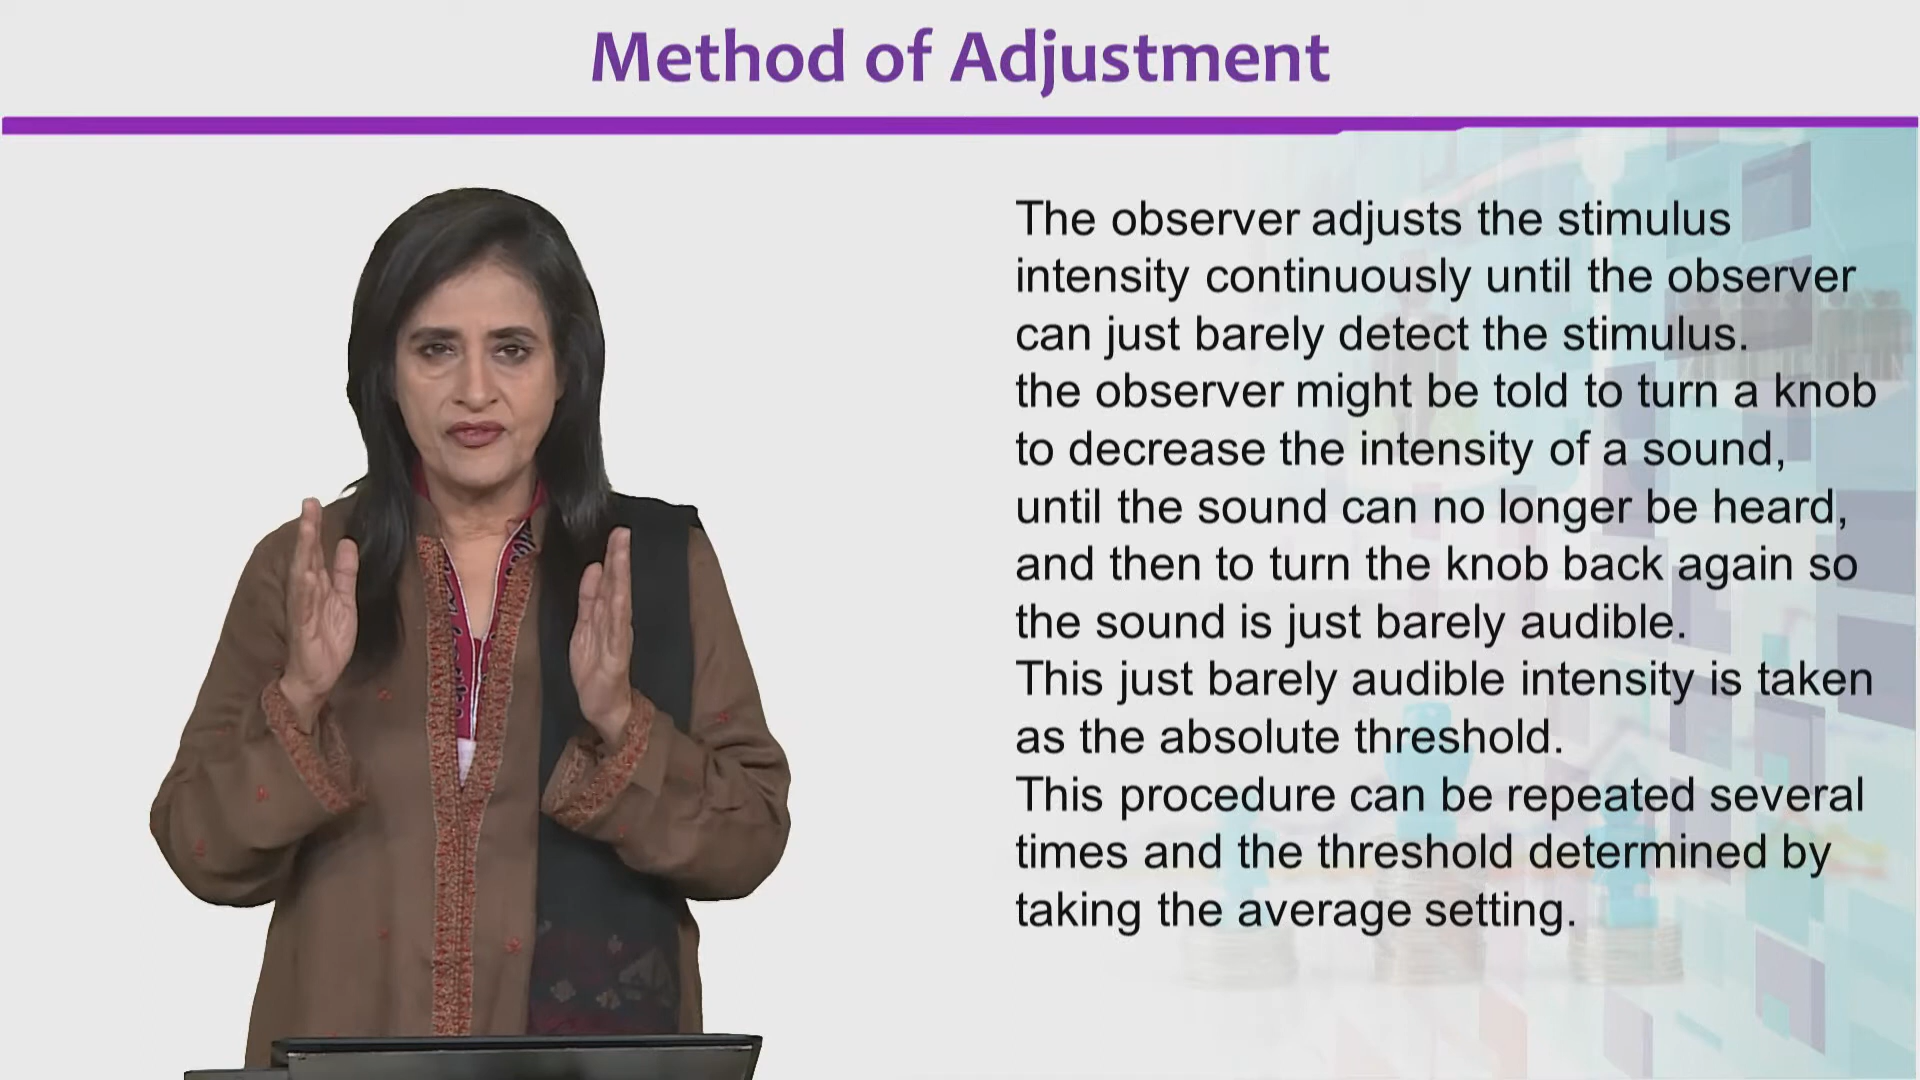 Method of Adjustment
The observer adjusts the stimulus
intensity continuously until the observer
can just barely detect the stimulus.
the observer might be told to turn a knob
to decrease the intensity of a sound,
until the sound can no longer be heard,
and then to turn the knob back again so
the sound is just barely audible.
This just barely audible intensity is taken
as the absolute threshold.
This procedure can be repeated several
times and the threshold determined by
taking the average setting.